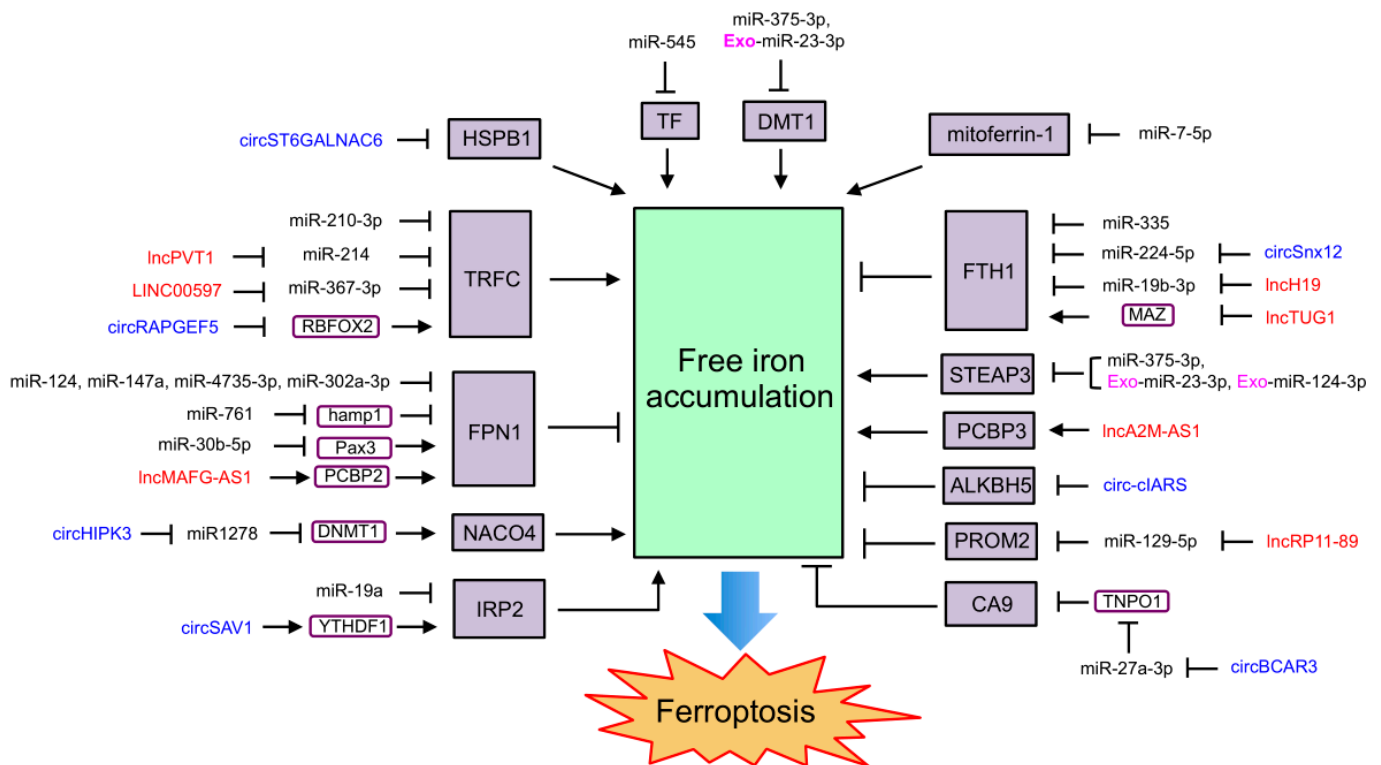 miR-375-3p,
miR-545
Exo-miR-23-3p
TF
DMT1
circST6GALNAC6
HSPB1
mitoferrin-1
miR-7-5p
miR-210-3p
lncPVT1
miR-214
LINC00597
miR-367-3p
circRAPGEF5
RBFOX2
TRFC
miR-124, miR-147a, miR-4735-3p, miR-302a-3p
miR-761
hamp1
miR-30b-5p
Pax3
lncMAFG-AS1
PCBP2
FPN1
circHIPK3
miR1278
DNMT1
NACO4
miR-19a
circSAV1
YTHDF1
IRP2
Free iron
accumulation
FTH1
miR-335
miR-224-5p
circSnx12
miR-19b-3p
lncH19
MAZ
lncTUG1
STEAP3
miR-375-3p,
Exo-miR-23-3p, Exo-miR-124-3p
PCBP3
lncA2M-AS1
ALKBH5
circ-cIARS
PROM2
miR-129-5p
lncRP11-89
CA9
TNPO1
miR-27a-3p
circBCAR3
Ferroptosis